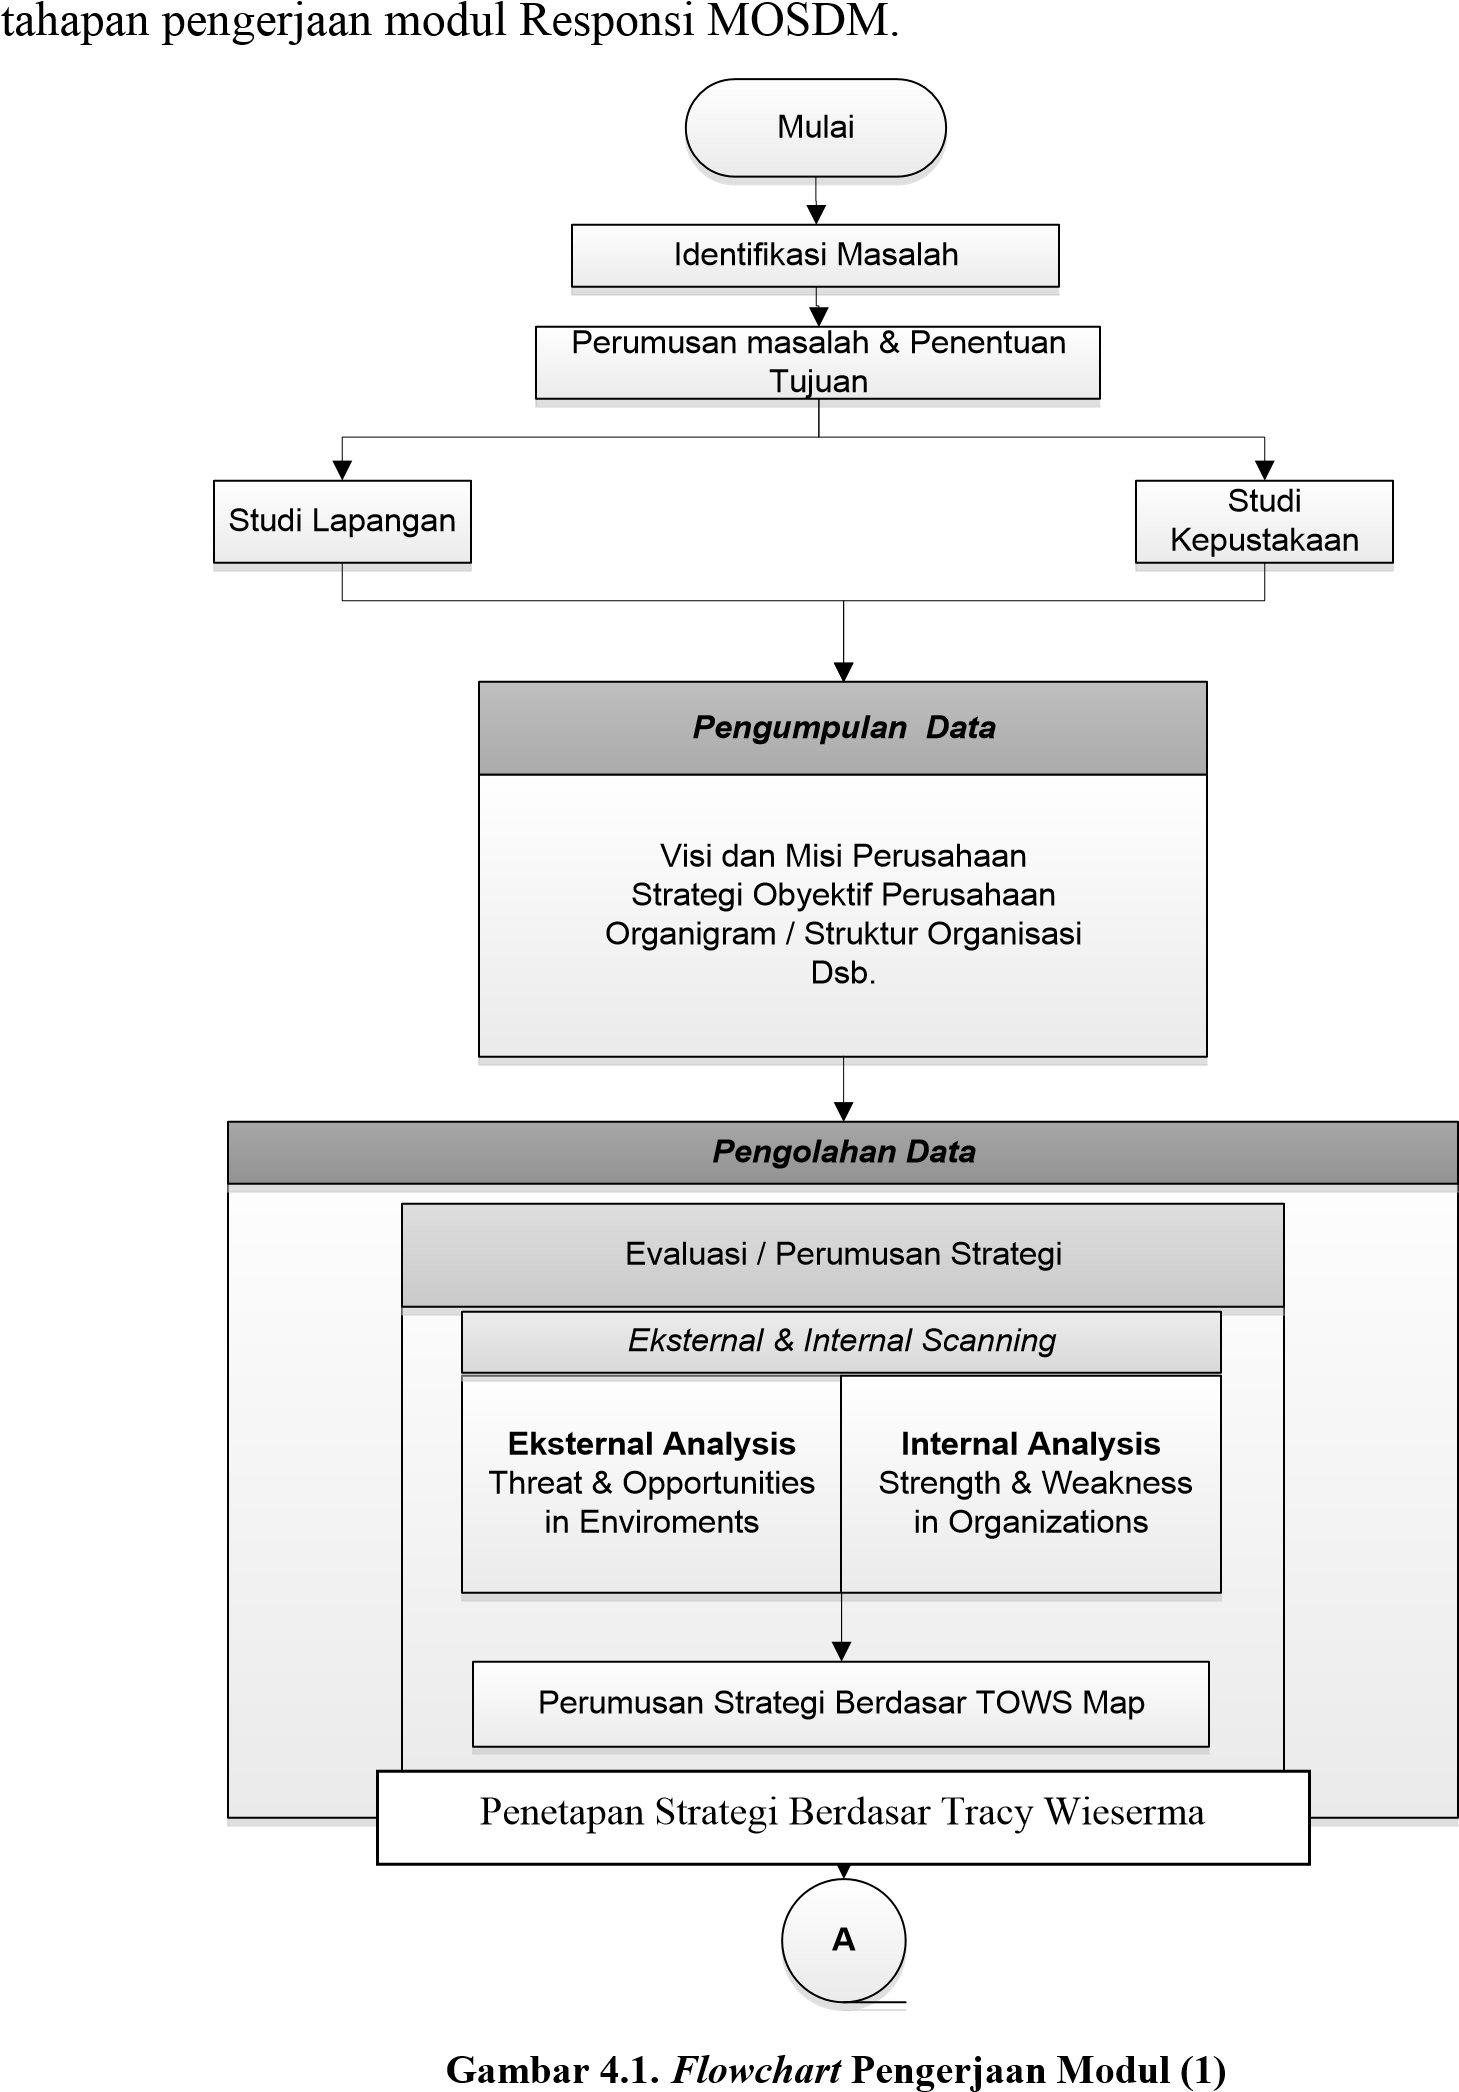 tahapan pengerjaan modul Responsi MOSDM.
Mulai
Identifikasi Masalah
Perumusan masalah & Penentuan
Tujuan
Studi Lapangan
Studi
Kepustakaan
Pengumpulan Data
Visi dan Misi Perusahaan
Strategi Obyektif Perusahaan
Organigram / Struktur Organisasi
Dsb.
Pengolahan Data
Evaluasi / Perumusan Strategi
Eksternal & Internal Scanning
Eksternal Analysis
Threat & Opportunities
in Enviroments
Internal Analysis
Strength & Weakness
in Organizations
Perumusan Strategi Berdasar TOWS Map
Penetapan Strategi Berdasar Tracy Wieserma
A
Gambar 4.1. Flowchart Pengerjaan Modul (1)